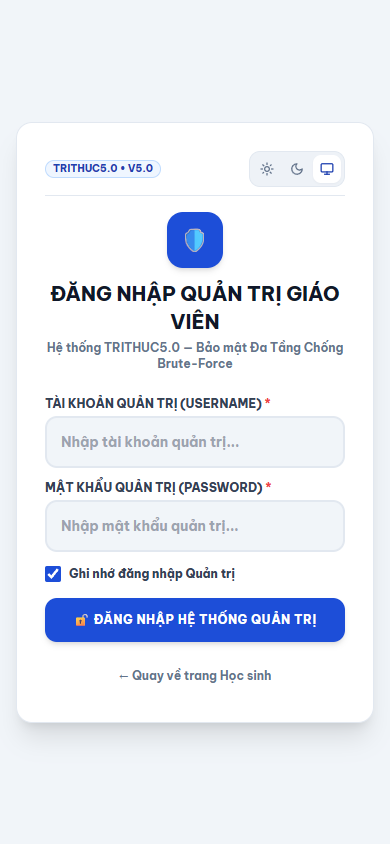 TRITHUC5.0 • V5.0
ĐĂNG NHẬP QUẢN TRỊ GIÁO
VIÊN
Hệ thống TRITHUC5.0 — Bảo mật Đa Tầng Chống
Brute-Force
TÀI KHOẢN QUẢN TRỊ (USERNAME) *
Nhập tài khoản quản trị...
MẬT KHẨU QUẢN TRỊ (PASSWORD) *
Nhập mật khẩu quản trị...
Ghi nhớ đăng nhập Quản trị
🔐 ĐĂNG NHẬP HỆ THỐNG QUẢN TRỊ
← Quay về trang Học sinh